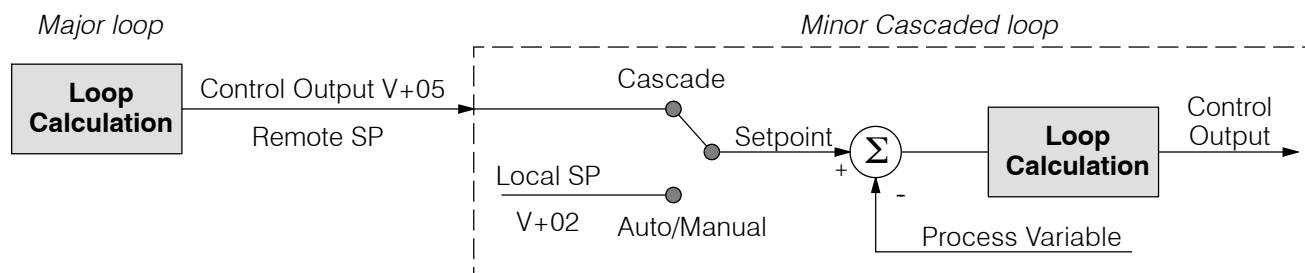 Major loop
Minor Cascaded loop
Loop
Calculation
Control Output V+05
Remote SP
Cascade
Local SP
V+02
Auto/Manual
Setpoint
+
Σ
-
Process Variable
Loop
Calculation
Control
Output